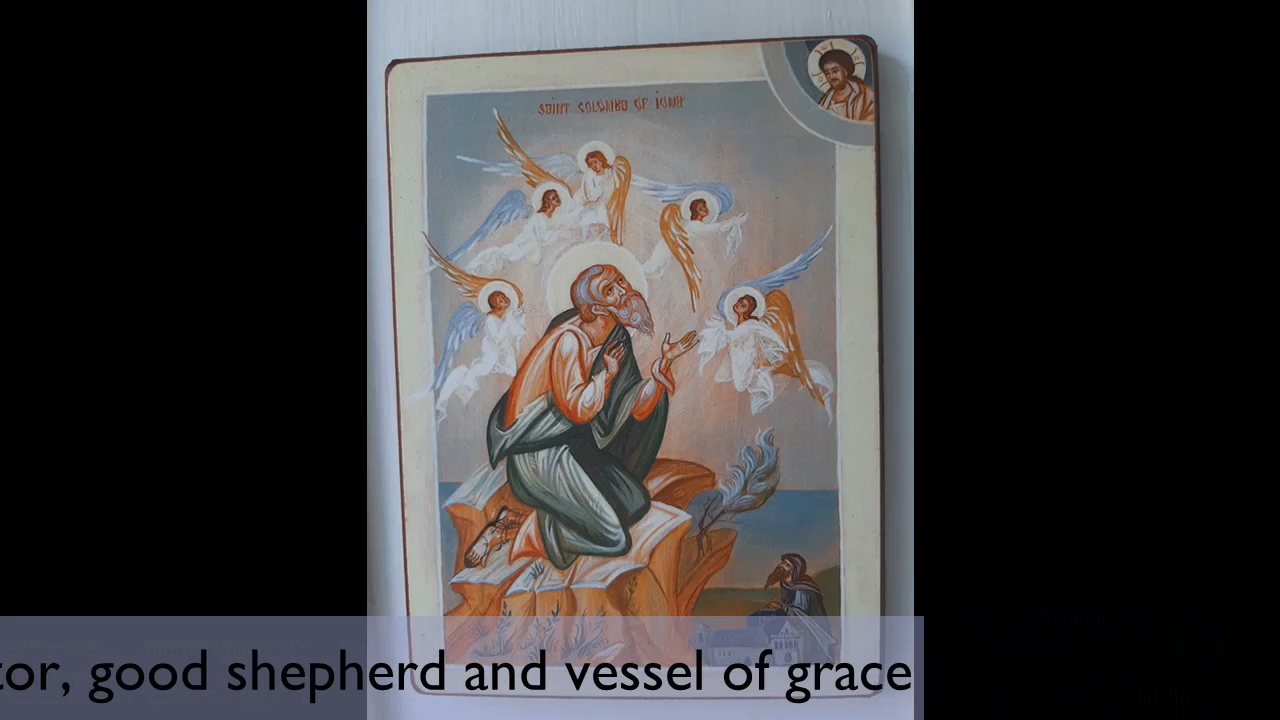 SAINT COLUMBA OF IONA
tor, good shepherd and vessel of grace